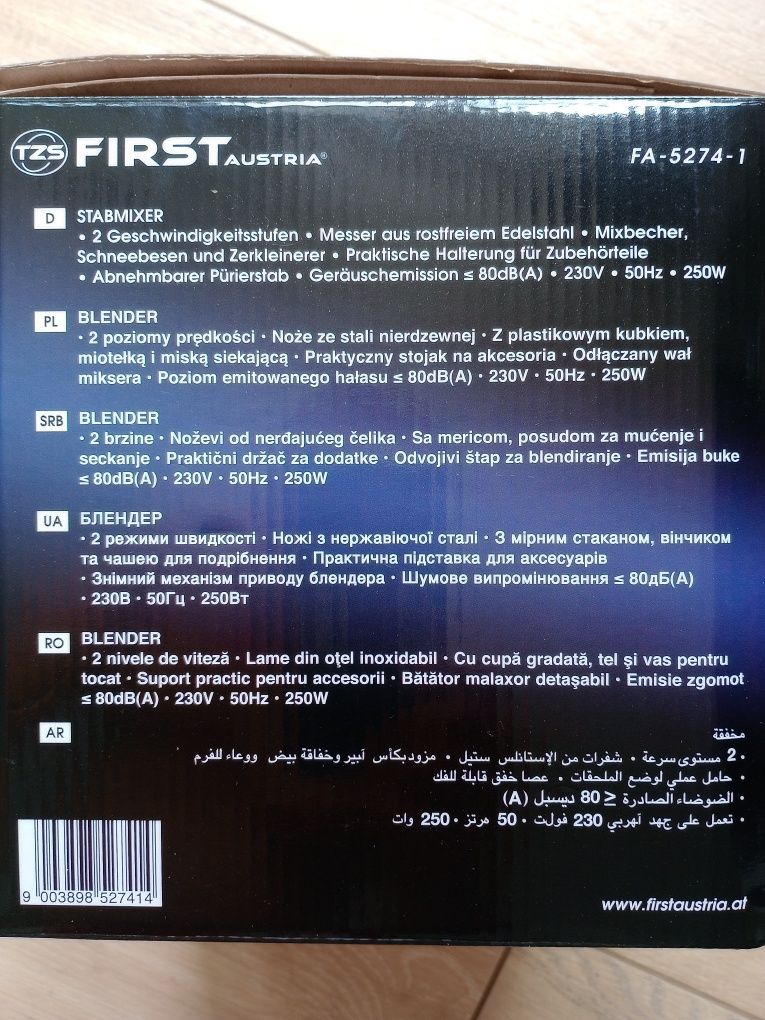 TZS FIRST AUSTRIA®
FA-5274-1
D STABMIXER
• 2 Geschwindigkeitsstufen • Messer aus rostfreiem Edelstahl • Mixbecher,
Schneebesen und Zerkleinerer • Praktische Halterung für Zubehörteile
• Abnehmbarer Pürierstab • Geräuschemission ≤ 80dB(A) • 230V • 50Hz • 250W
PL BLENDER
· 2 poziomy prędkości · Noże ze stali nierdzewnej · Z plastikowym kubkiem,
miotełką i miską siekającą · Praktyczny stojak na akcesoria · Odłączany wał
miksera · Poziom emitowanego hałasu ≤ 80dB(A) · 230V · 50Hz · 250W
SRB BLENDER
· 2 brzine · Noževi od nerđajućeg čelika · Sa mericom, posudom za mućenje i
seckanje · Praktični držač za dodatke · Odvojivi štap za blendiranje · Emisija buke
≤ 80dB(A) · 230V · 50Hz · 250W
UA БЛЕНДЕР
· 2 режими швидкості · Ножі з нержавіючої сталі · З мірним стаканом, вінчиком
та чашею для подрібнення · Практична підставка для аксесуарів
· Знімний механізм приводу блендера · Шумове випромінювання ≤ 80дБ(А)
· 230В · 50Гц · 250Вт
RO BLENDER
· 2 nivele de viteză · Lame din oţel inoxidabil · Cu cupă gradată, tel şi vas pentru
tocat · Suport practic pentru accesorii · Bătător malaxor detaşabil · Emisie zgomot
≤ 80dB(A) · 230V · 50Hz · 250W
AR
مخفقة
• 2 مستوى سرعة • شفرات من الإستانلس ستيل • مزود بكأس آبير وخفاقة بيض ووعاء للفرم
• حامل عملي لوضع الملحقات • عصا خفق قابلة للفك
• الضوضاء الصادرة ≤ 80 ديسبل (A)
• تعمل على جهد آهربي 230 فولت • 50 هرتز • 250 وات
9 003898 527414
www.firstaustria.at